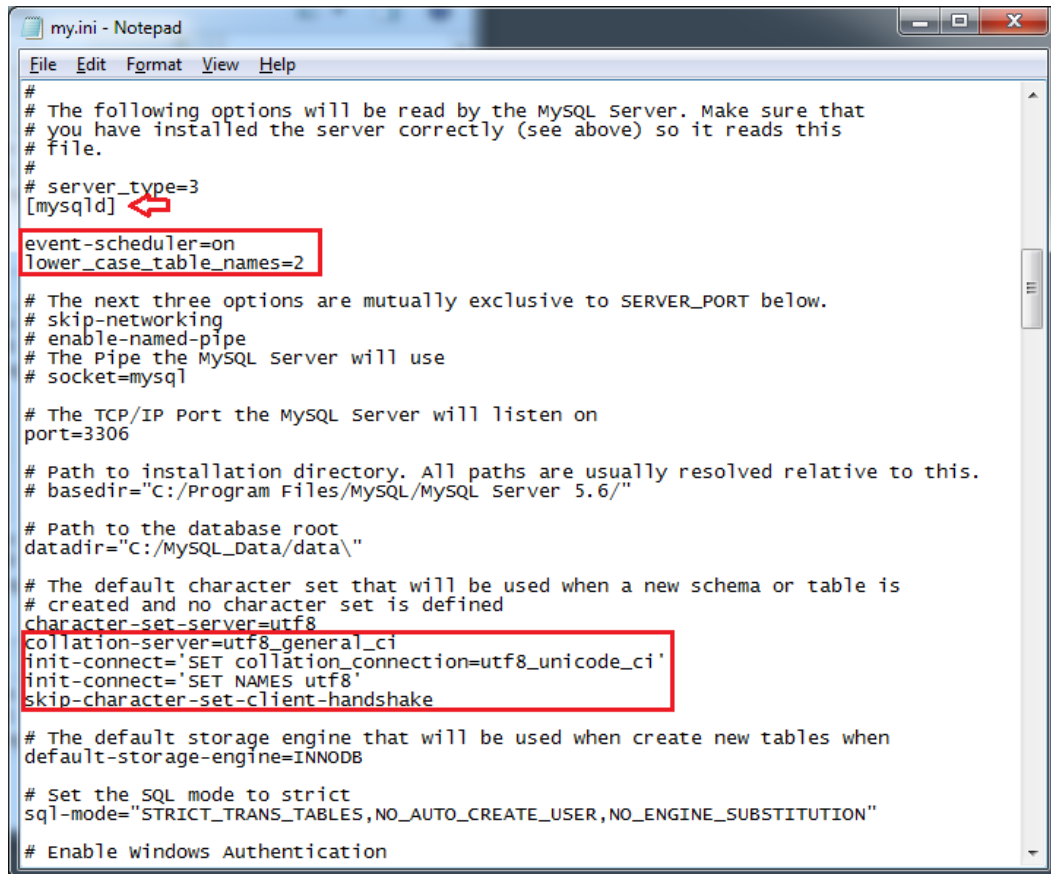 my.ini - Notepad
File Edit Format View Help
#
# The following options will be read by the MySQL Server. Make sure that
# you have installed the server correctly (see above) so it reads this
# file.
#
# server_type=3
[mysqld]
event-scheduler=on
lower_case_table_names=2
# The next three options are mutually exclusive to SERVER_PORT below.
# skip-networking
# enable-named-pipe
# The Pipe the MySQL Server will use
# socket=mysql
# The TCP/IP Port the MySQL Server will listen on
port=3306
# Path to installation directory. All paths are usually resolved relative to this.
# basedir="C:/Program Files/MySQL/MySQL Server 5.6/"
# Path to the database root
datadir="C:/MySQL_Data/data\"
# The default character set that will be used when a new schema or table is
# created and no character set is defined
character-set-server=utf8
collation-server=utf8_general_ci
init-connect='SET collation_connection=utf8_unicode_ci'
init-connect='SET NAMES utf8'
skip-character-set-client-handshake
# The default storage engine that will be used when create new tables when
default-storage-engine=INNODB
# Set the SQL mode to strict
sql-mode="STRICT_TRANS_TABLES,NO_AUTO_CREATE_USER,NO_ENGINE_SUBSTITUTION"
# Enable Windows Authentication